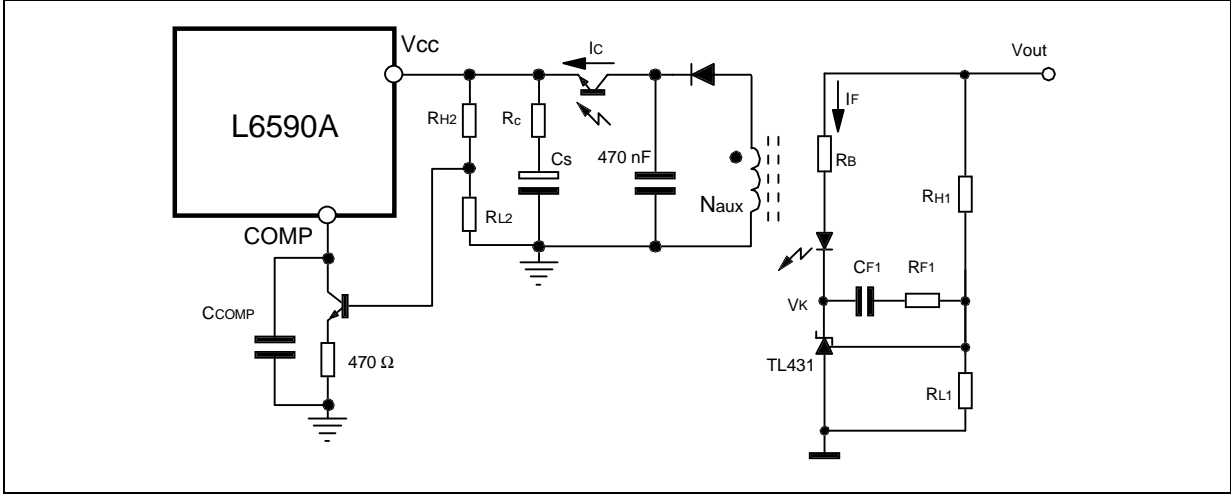 Vcc
IC
Vout
L6590A
IF
RH2
Rc
Cs
470 nF
RB
Naux
RH1
RL2
COMP
CF1
RF1
VK
CCOMP
470 Ω
TL431
RL1